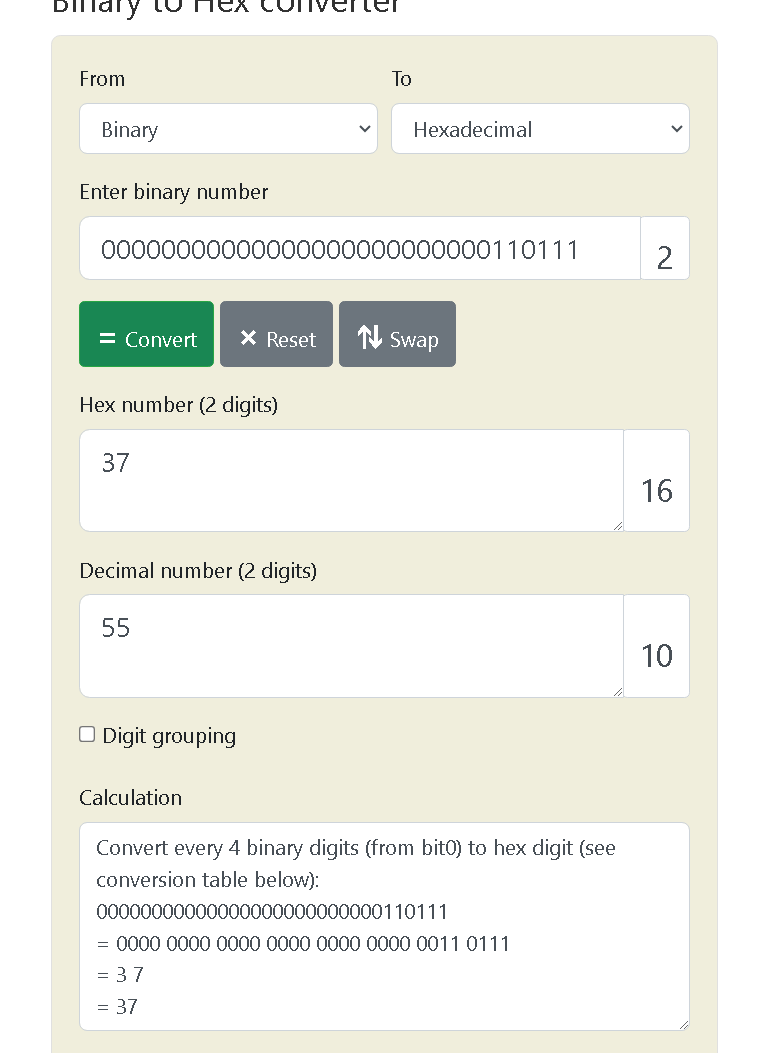 Binary to Hex converter
From To
Binary Hexadecimal
Enter binary number
00000000000000000000000000110111 2
= Convert × Reset Swap
Hex number (2 digits)
37
16
Decimal number (2 digits)
55
10
Digit grouping
Calculation
Convert every 4 binary digits (from bit0) to hex digit (see
conversion table below):
00000000000000000000000000110111
= 0000 0000 0000 0000 0000 0000 0011 0111
= 3 7
= 37